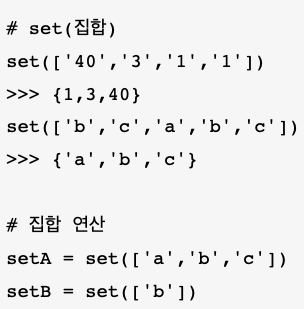 # set(집합)
set(['40','3','1','1'])
>>> {1,3,40}
set(['b','c','a','b','c'])
>>> {'a','b','c'}
# 집합 연산
setA = set(['a','b','c'])
setB = set(['b'])